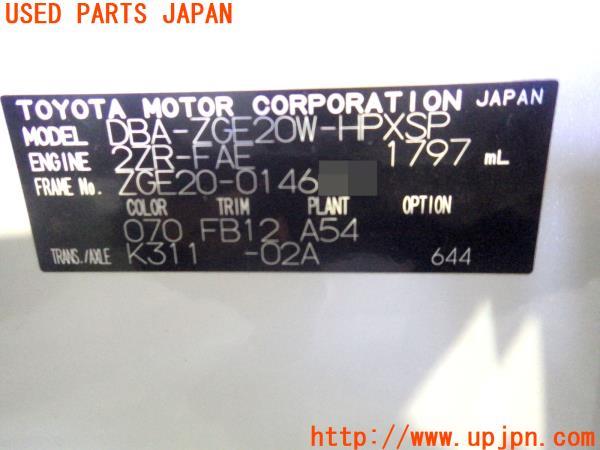 USED PARTS JAPAN
TOYOTA MOTOR CORPORATION JAPAN
MODEL DBA-ZGE20W-HPXSP
ENGINE 2ZR-FAE 1797 mL
FRAME No. ZGE20-0146
COLOR TRIM PLANT OPTION
070 FB12 A54
TRANS./AXLE K311 -02A 644
http://www.upjpn.com/